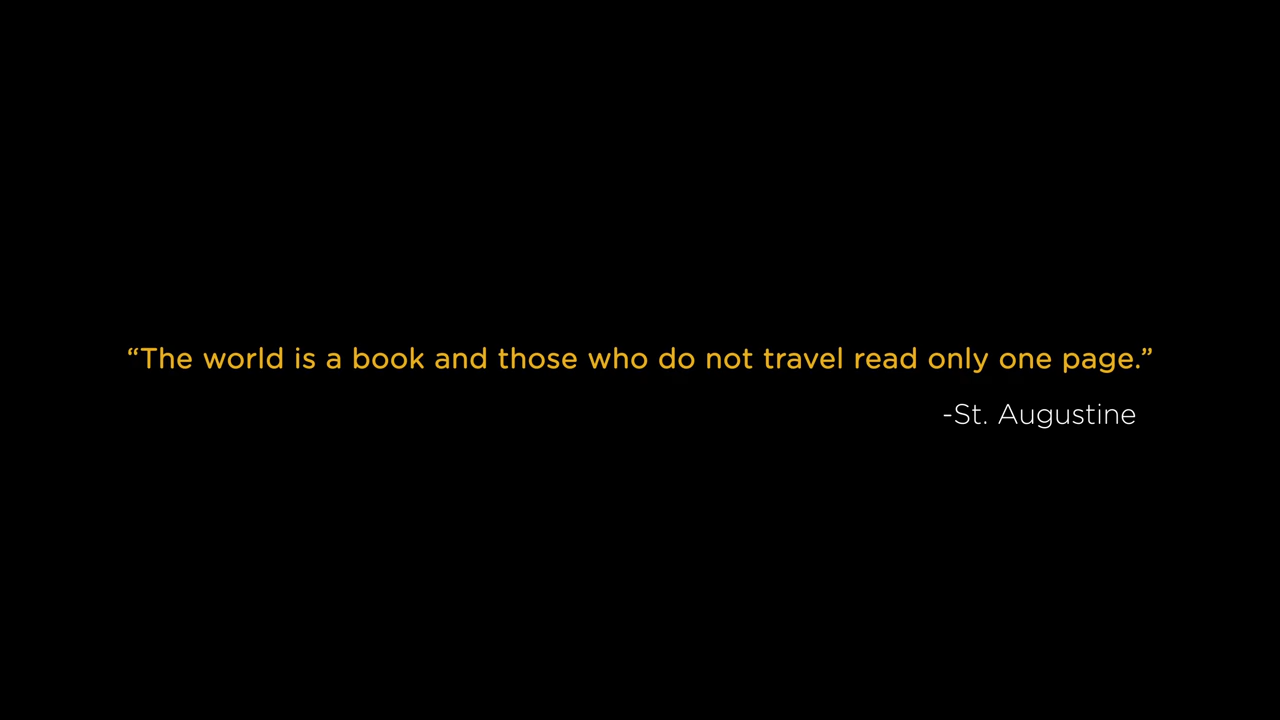 “The world is a book and those who do not travel read only one page.”
-St. Augustine